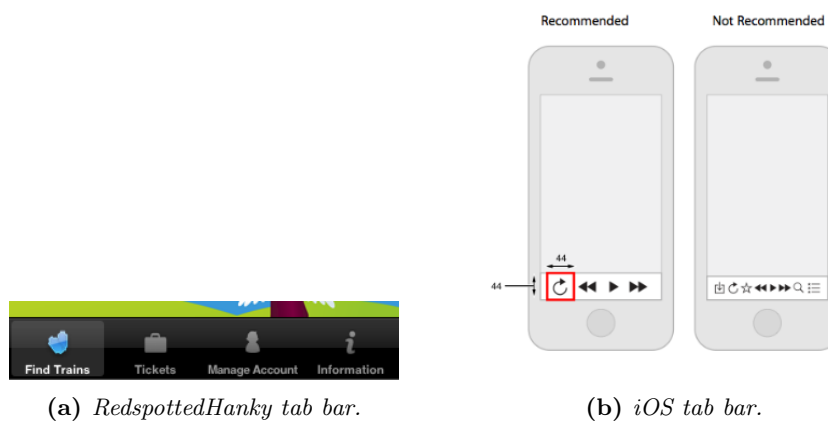 Recommended
Not Recommended
44
44
Find Trains
Tickets
Manage Account
Information
(a) RedspottedHanky tab bar.
(b) iOS tab bar.